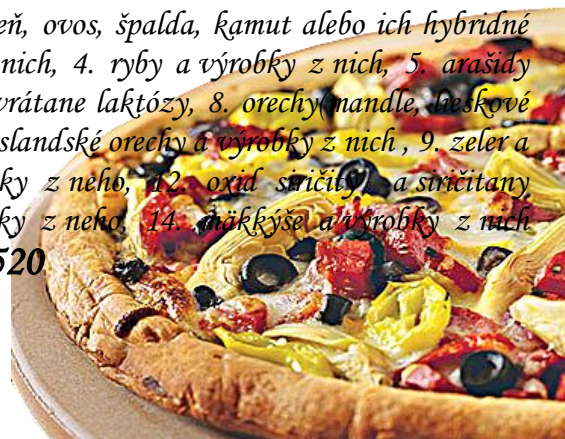 eň, ovos, špalda, kamut alebo ich hybridné
nich, 4. ryby a výrobky z nich, 5. arašidy
vrátane laktózy, 8. orechy(mandle, lieskové
slandské orechy a výrobky z nich , 9. zeler a
ky z neho, 12. oxid siričitý a siričitany
ky z neho, 14. mäkkýše a výrobky z nich
520